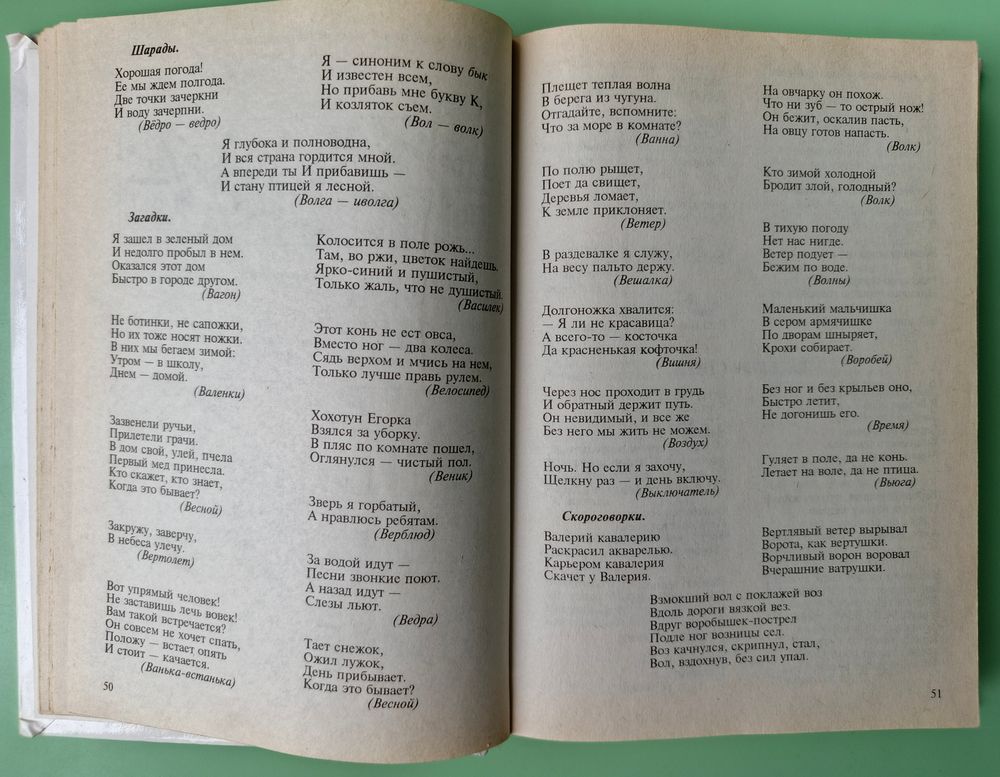 Шарады.
Хорошая погода!
Ее мы ждем полгода.
Две точки зачеркни
И воду зачерпни.
(Вёдро — ведро)
Я — синоним к слову бык
И известен всем,
Но прибавь мне букву К,
И козляток съем.
(Вол — волк)
Я глубока и полноводна,
И вся страна гордится мной.
А впереди ты И прибавишь —
И стану птицей я лесной.
(Волга — иволга)
Загадки.
Я зашел в зеленый дом
И недолго пробыл в нем.
Оказался этот дом
Быстро в городе другом.
(Вагон)
Не ботинки, не сапожки,
Но их тоже носят ножки.
В них мы бегаем зимой:
Утром — в школу,
Днем — домой.
(Валенки)
Зазвенели ручьи,
Прилетели грачи.
В дом свой, улей, пчела
Первый мед принесла.
Кто скажет, кто знает,
Когда это бывает?
(Весной)
Закружу, заверчу,
В небеса улечу.
(Вертолет)
Вот упрямый человек!
Не заставишь лечь вовек!
Вам такой встречается?
Он совсем не хочет спать,
Положу — встает опять
И стоит — качается.
(Ванька-встанька)
Колосится в поле рожь...
Там, во ржи, цветок найдешь.
Ярко-синий и пушистый,
Только жаль, что не душистый.
(Василек)
Этот конь не ест овса,
Вместо ног — два колеса.
Сядь верхом и мчись на нем,
Только лучше правь рулем.
(Велосипед)
Хохотун Егорка
Взялся за уборку.
В пляс по комнате пошел,
Оглянулся — чистый пол.
(Веник)
Зверь я горбатый,
А нравлюсь ребятам.
(Верблюд)
За водой идут —
Песни звонкие поют.
А назад идут —
Слезы льют.
(Ведра)
Тает снежок,
Ожил лужок,
День прибывает.
Когда это бывает?
(Весной)
50
Плещет теплая волна
В берега из чугуна.
Отгадайте, вспомните:
Что за море в комнате?
(Ванна)
По полю рыщет,
Поет да свищет,
Деревья ломает,
К земле приклоняет.
(Ветер)
В раздевалке я служу,
На весу пальто держу.
(Вешалка)
Долгоножка хвалится:
— Я ли не красавица?
А всего-то — косточка
Да красненькая кофточка!
(Вишня)
Через нос проходит в грудь
И обратный держит путь.
Он невидимый, и все же
Без него мы жить не можем.
(Воздух)
Ночь. Но если я захочу,
Щелкну раз — и день включу.
(Выключатель)
На овчарку он похож.
Что ни зуб — то острый нож!
Он бежит, оскалив пасть,
На овцу готов напасть.
(Волк)
Кто зимой холодной
Бродит злой, голодный?
(Волк)
В тихую погоду
Нет нас нигде.
Ветер подует —
Бежим по воде.
(Волны)
Маленький мальчишка
В сером армячишке
По дворам шныряет,
Крохи собирает.
(Воробей)
Без ног и без крыльев оно,
Быстро летит,
Не догонишь его.
(Время)
Гуляет в поле, да не конь.
Летает на воле, да не птица.
(Вьюга)
Скороговорки.
Валерий кавалерию
Раскрасил акварелью.
Карьером кавалерия
Скачет у Валерия.
Вертлявый ветер вырывал
Ворота, как вертушки.
Ворчливый ворон воровал
Вчерашние ватрушки.
Взмокший вол с поклажей воз
Вдоль дороги вязкой вез.
Вдруг воробышек-пострел
Подле ног возницы сел.
Воз качнулся, скрипнул, стал,
Вол, вздохнув, без сил упал.
51